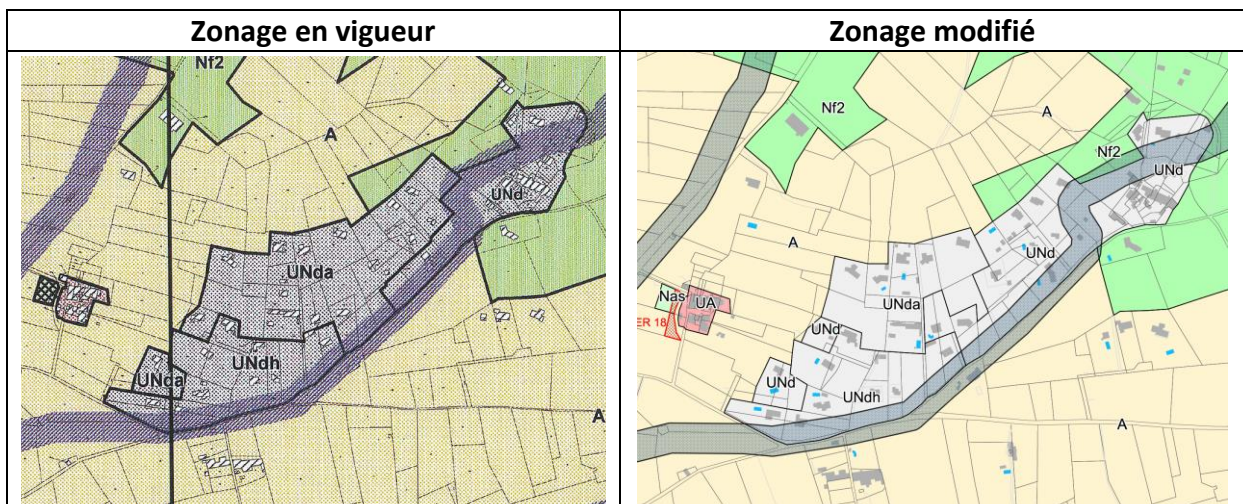 Zonage en vigueur
Zonage modifié
Nf2
A
UNd
UNda
UNdh
UNda
A
Nf2
A
Nf2
UNd
UNd
A
UNda
Nas
UA
ER 18
UNd
UNd
UNdh
A